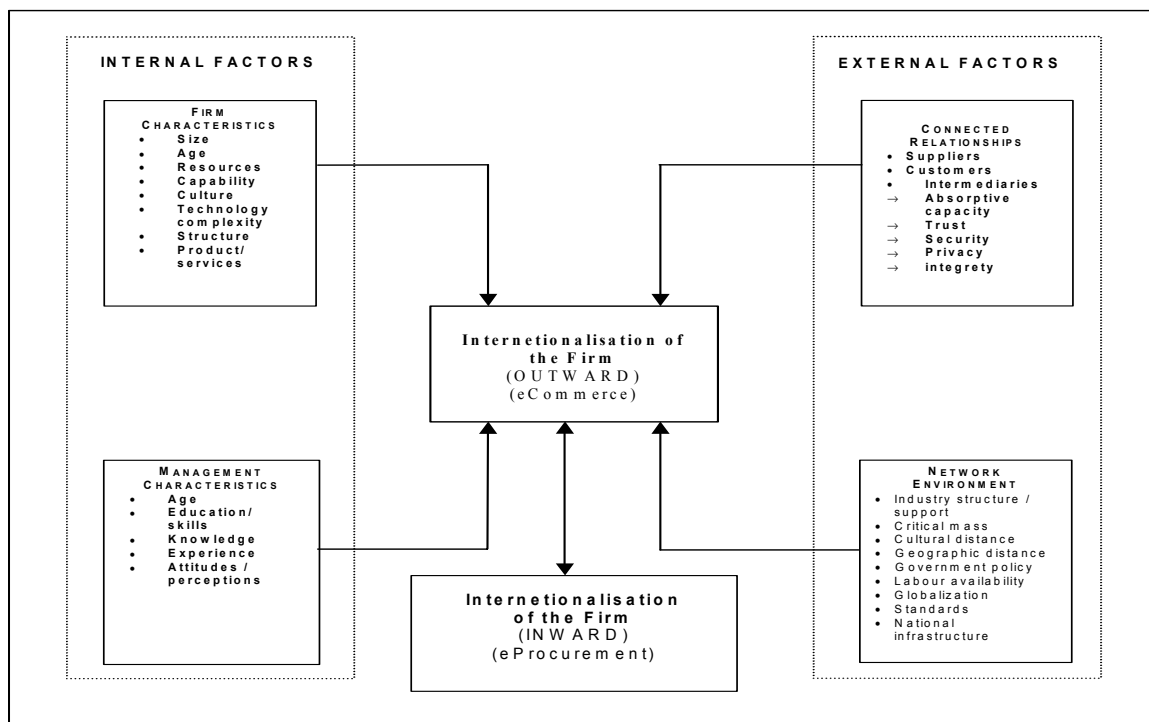 INTERNAL FACTORS
FIRM
CHARACTERISTICS
• Size
• Age
• Resources
• Capability
• Culture
• Technology
complexity
• Structure
• Product/
services
MANAGEMENT
CHARACTERISTICS
• Age
• Education/
skills
• Knowledge
• Experience
• Attitudes /
perceptions
Internetionalisation of
the Firm
(OUTWARD)
(eCommerce)
Internetionalisation
of the Firm
(INWARD)
(eProcurement)
EXTERNAL FACTORS
CONNECTED
RELATIONSHIPS
• Suppliers
• Customers
• Intermediaries
→ Absorptive
capacity
→ Trust
→ Security
→ Privacy
→ integrety
NETWORK
ENVIRONMENT
• Industry structure /
support
• Critical mass
• Cultural distance
• Geographic distance
• Government policy
• Labour availability
• Globalization
• Standards
• National
infrastructure